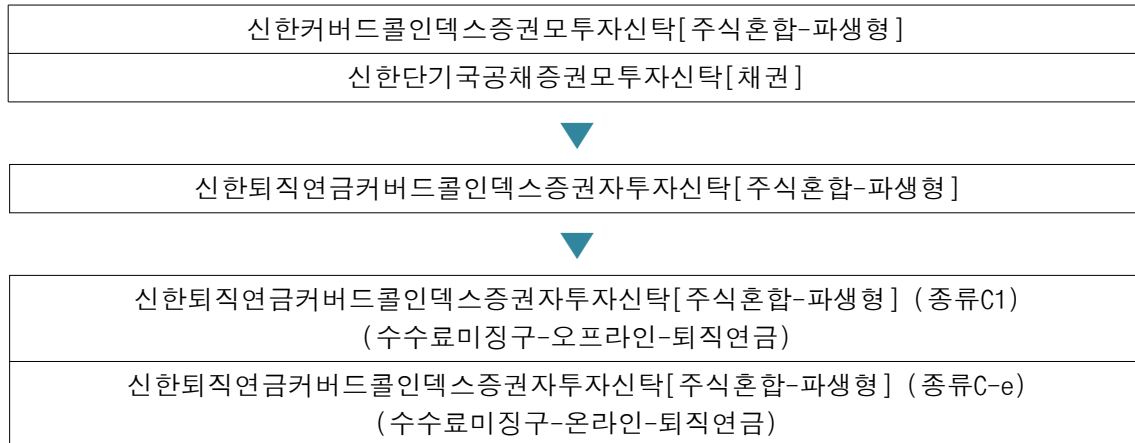 신한커버드콜인덱스증권모투자신탁[주식혼합-파생형]
신한단기국공채증권모투자신탁[채권]
신한퇴직연금커버드콜인덱스증권자투자신탁[주식혼합-파생형]
신한퇴직연금커버드콜인덱스증권자투자신탁[주식혼합-파생형] (종류C1)
(수수료미징구-오프라인-퇴직연금)
신한퇴직연금커버드콜인덱스증권자투자신탁[주식혼합-파생형] (종류C-e)
(수수료미징구-온라인-퇴직연금)